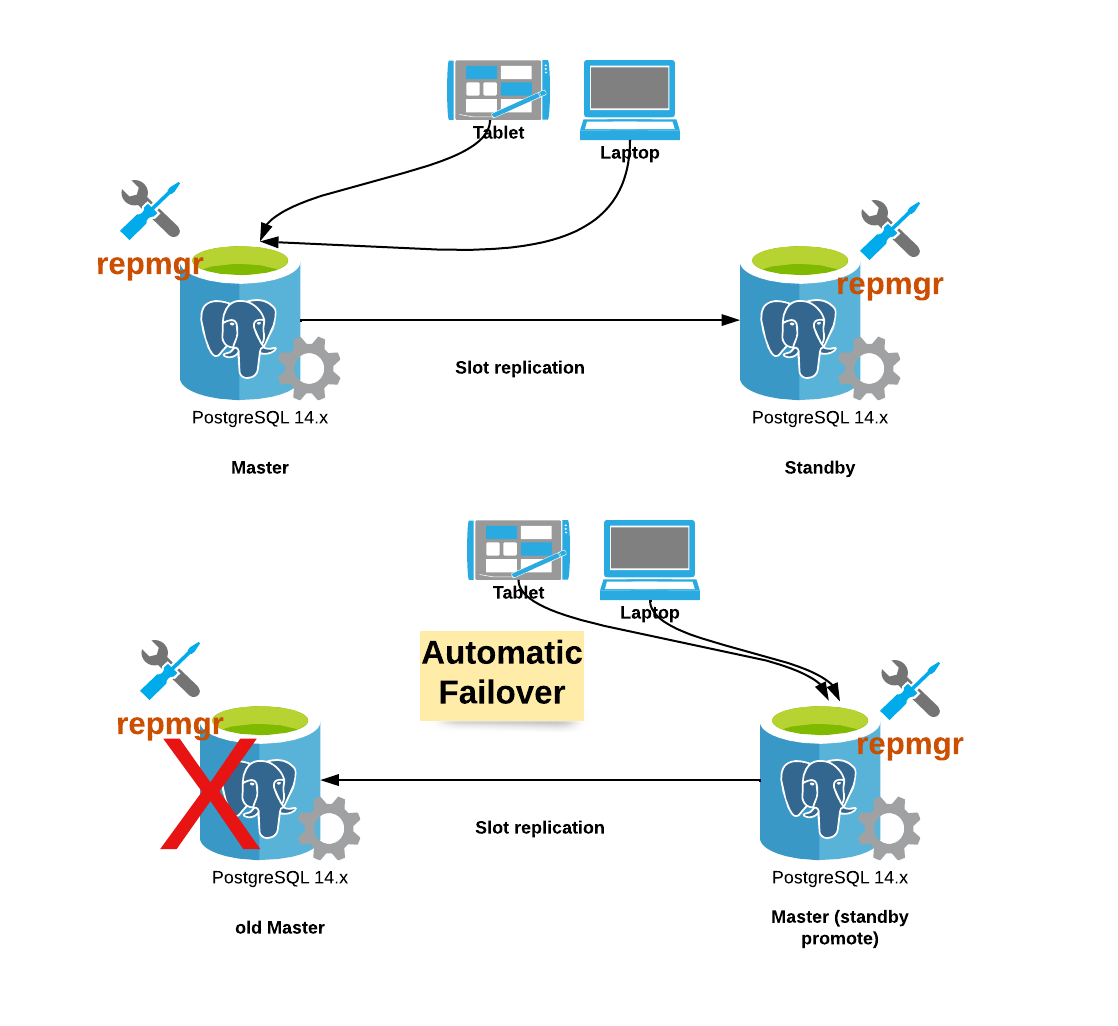 Tablet
Laptop
repmgr
repmgr
Slot replication
PostgreSQL 14.x
PostgreSQL 14.x
Master
Standby
Tablet
Laptop
Automatic
Failover
repmgr
repmgr
X
Slot replication
PostgreSQL 14.x
PostgreSQL 14.x
old Master
Master (standby
promote)